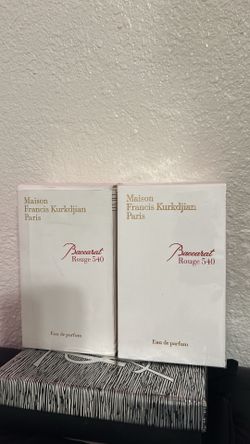 Maison
Francis Kurkdjian
Paris
Baccarat
Rouge 540
Eau de parfum
Maison
Francis Kurkdjian
Paris
Baccarat
Rouge 540
Eau de parfum